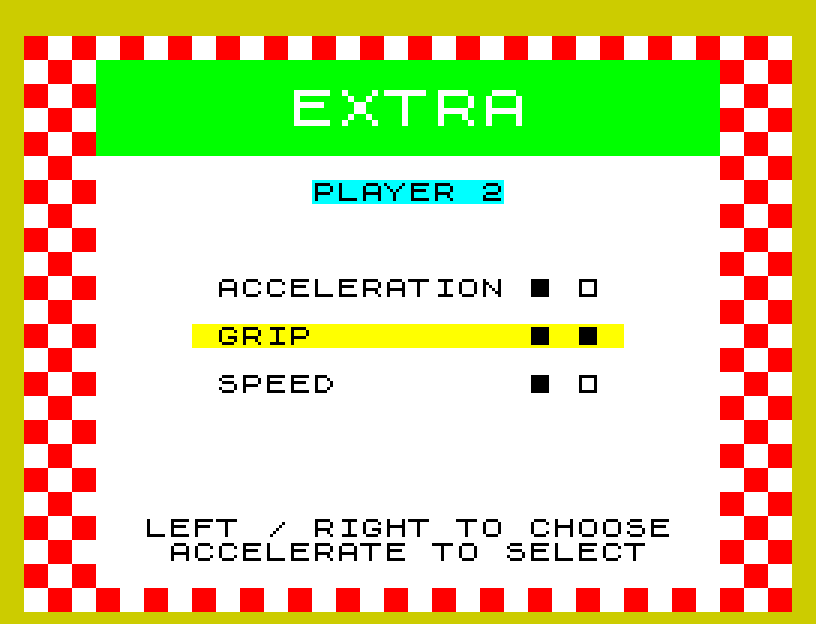 EXTRA
PLAYER 2
ACCELERATION
GRIP
SPEED
LEFT / RIGHT TO CHOOSE
ACCELERATE TO SELECT